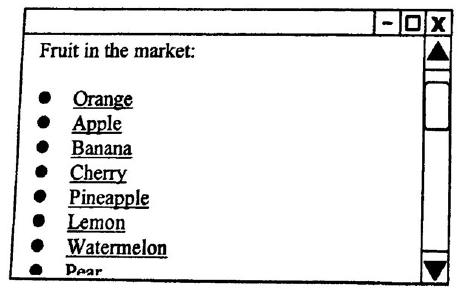 Fruit in the market:
Orange
Apple
Banana
Cherry
Pineapple
Lemon
Watermelon
Pear